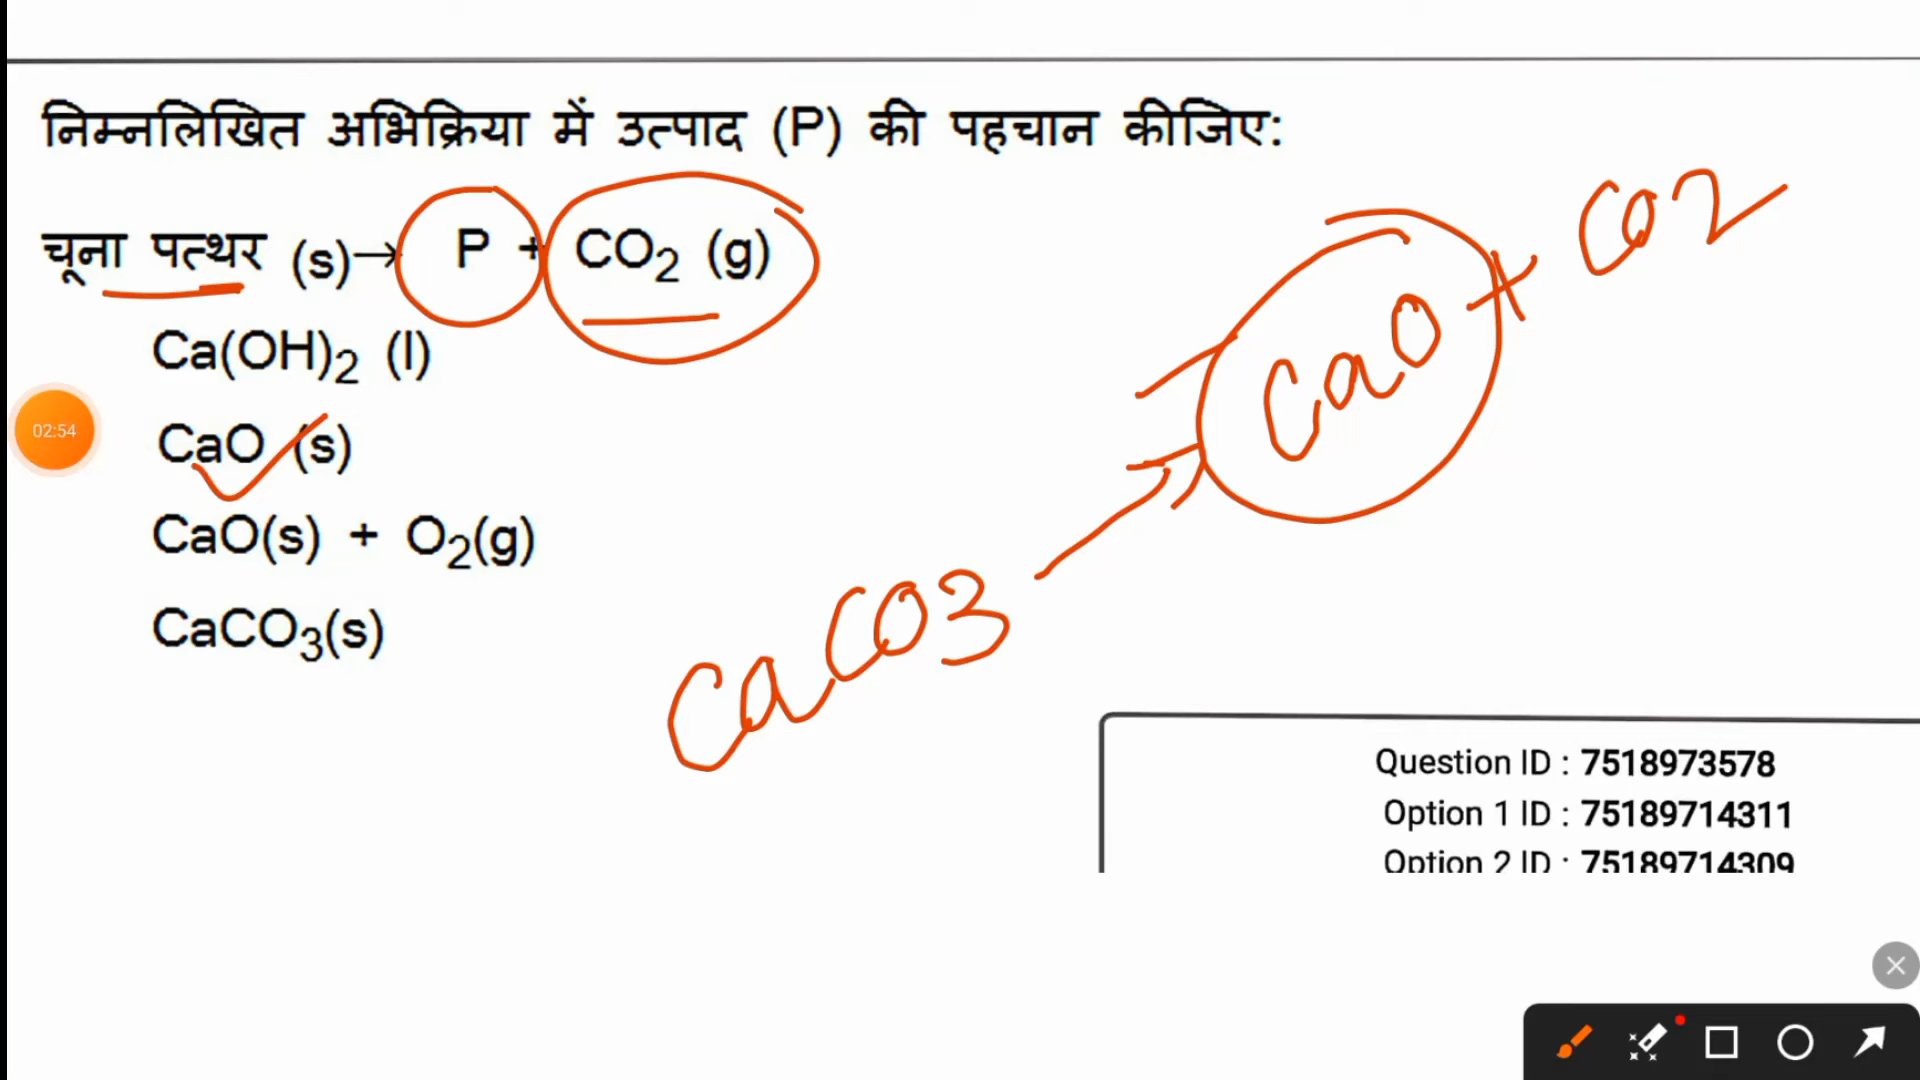 निम्नलिखित अभिक्रिया में उत्पाद (P) की पहचान कीजिए:
चूना पत्थर (s)→ P + CO₂ (g)
Ca(OH)₂ (l)
CaO (s)
CaO(s) + O₂(g)
CaCO₃(s)
CaCO3 → CaO + CO2
02:54
Question ID : 7518973578
Option 1 ID : 75189714311
Option 2 ID : 75189714309